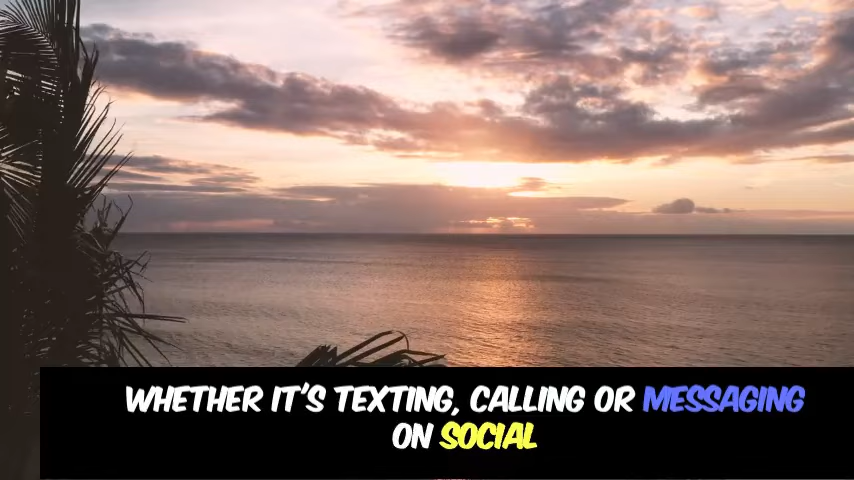 WHETHER IT'S TEXTING, CALLING OR MESSAGING
ON SOCIAL